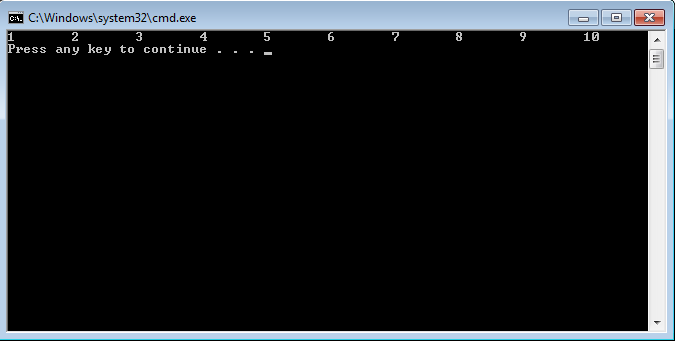 C:\Windows\system32\cmd.exe
1 2 3 4 5 6 7 8 9 10
Press any key to continue . . .